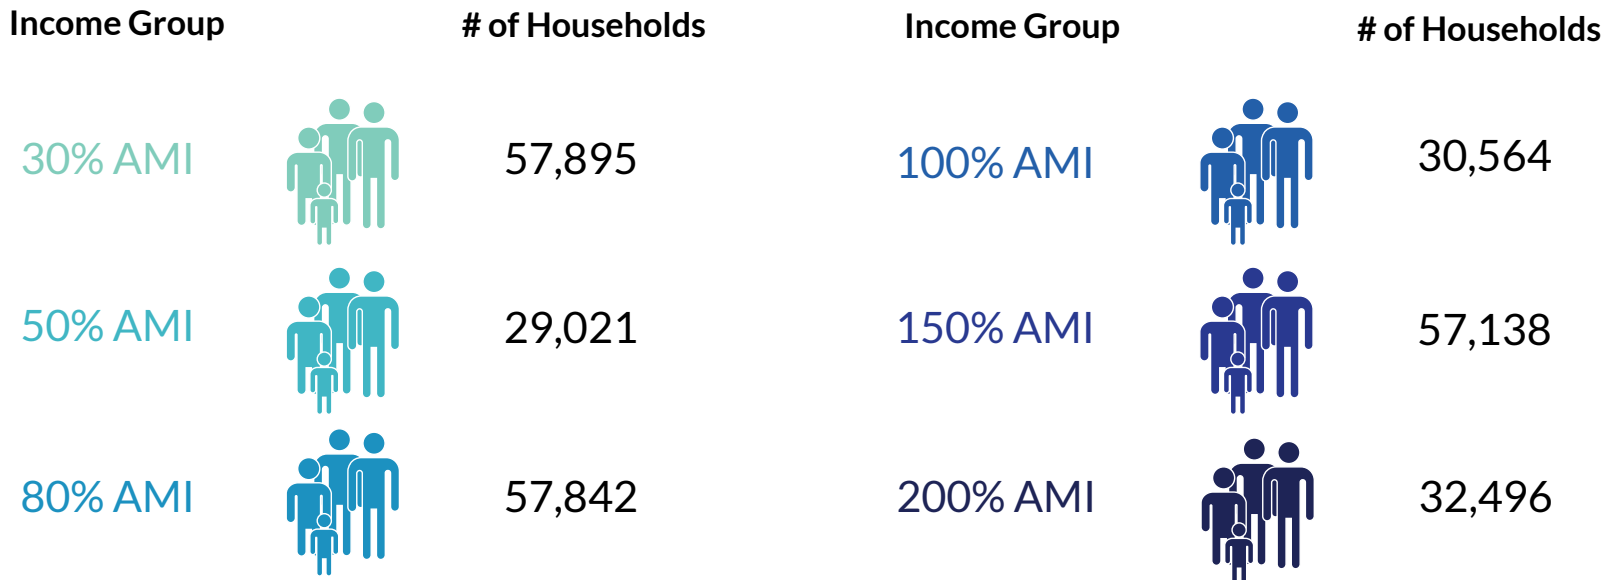 Income Group # of Households Income Group # of Households
30% AMI 57,895 100% AMI 30,564
50% AMI 29,021 150% AMI 57,138
80% AMI 57,842 200% AMI 32,496